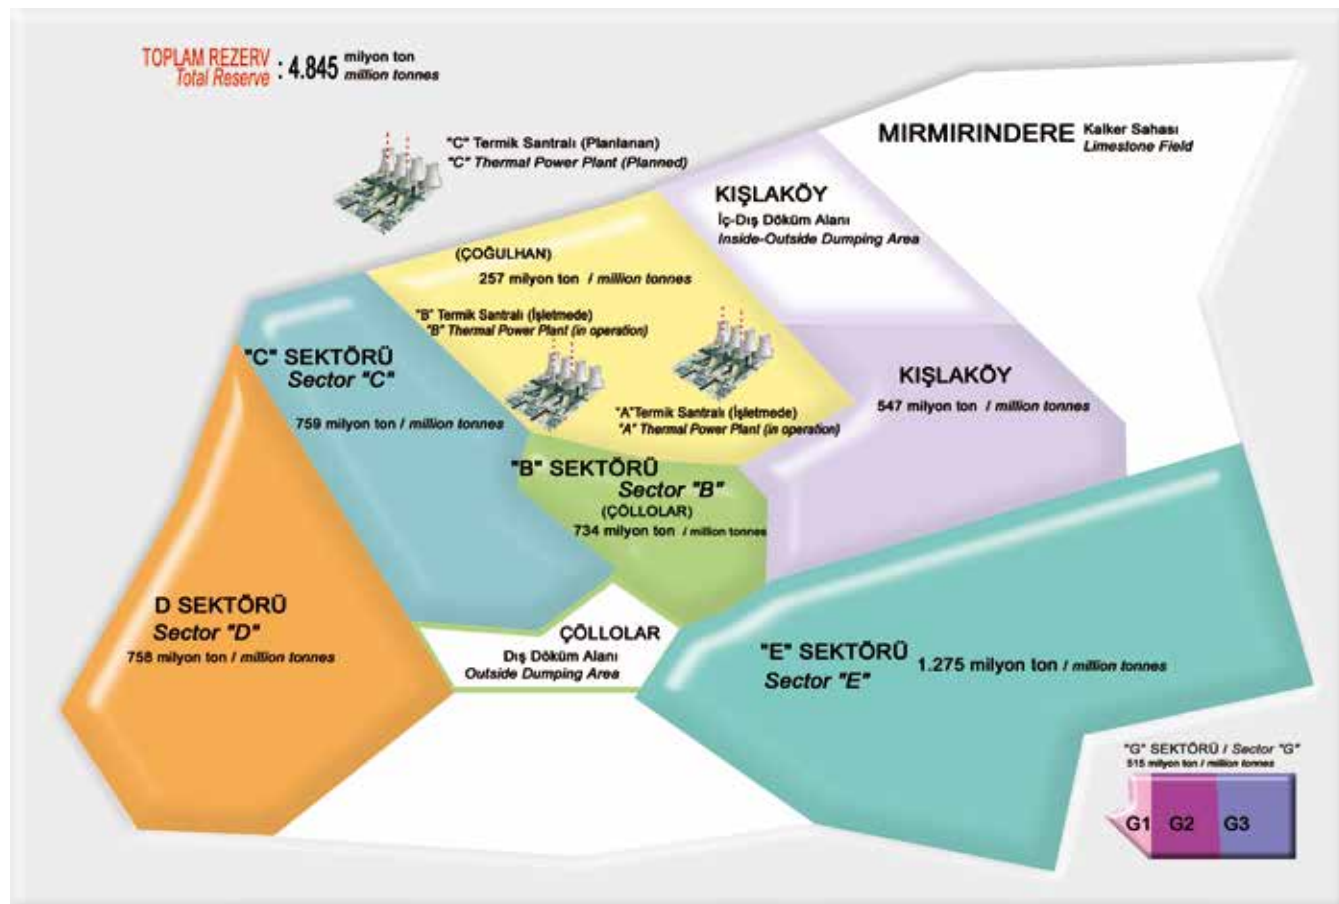 TOPLAM REZERV
Total Reserve
: 4.845 milyon ton
million tonnes
"C" Termik Santralı (Planlanan)
"C" Thermal Power Plant (Planned)
MIRMIRINDERE Kalker Sahası
Limestone Field
KIŞLAKÖY
İç-Dış Döküm Alanı
Inside-Outside Dumping Area
(ÇOĞULHAN)
257 milyon ton / million tonnes
"B" Termik Santralı (İşletmede)
"B" Thermal Power Plant (in operation)
"C" SEKTÖRÜ
Sector "C"
759 milyon ton / million tonnes
KIŞLAKÖY
547 milyon ton / million tonnes
"A"Termik Santralı (İşletmede)
"A" Thermal Power Plant (in operation)
"B" SEKTÖRÜ
Sector "B"
(ÇÖLLOLAR)
734 milyon ton / million tonnes
D SEKTÖRÜ
Sector "D"
758 milyon ton / million tonnes
ÇÖLLOLAR
Dış Döküm Alanı
Outside Dumping Area
"E" SEKTÖRÜ
Sector "E"
1.275 milyon ton / million tonnes
"G" SEKTÖRÜ / Sector "G"
515 milyon ton / million tonnes
G1 G2 G3